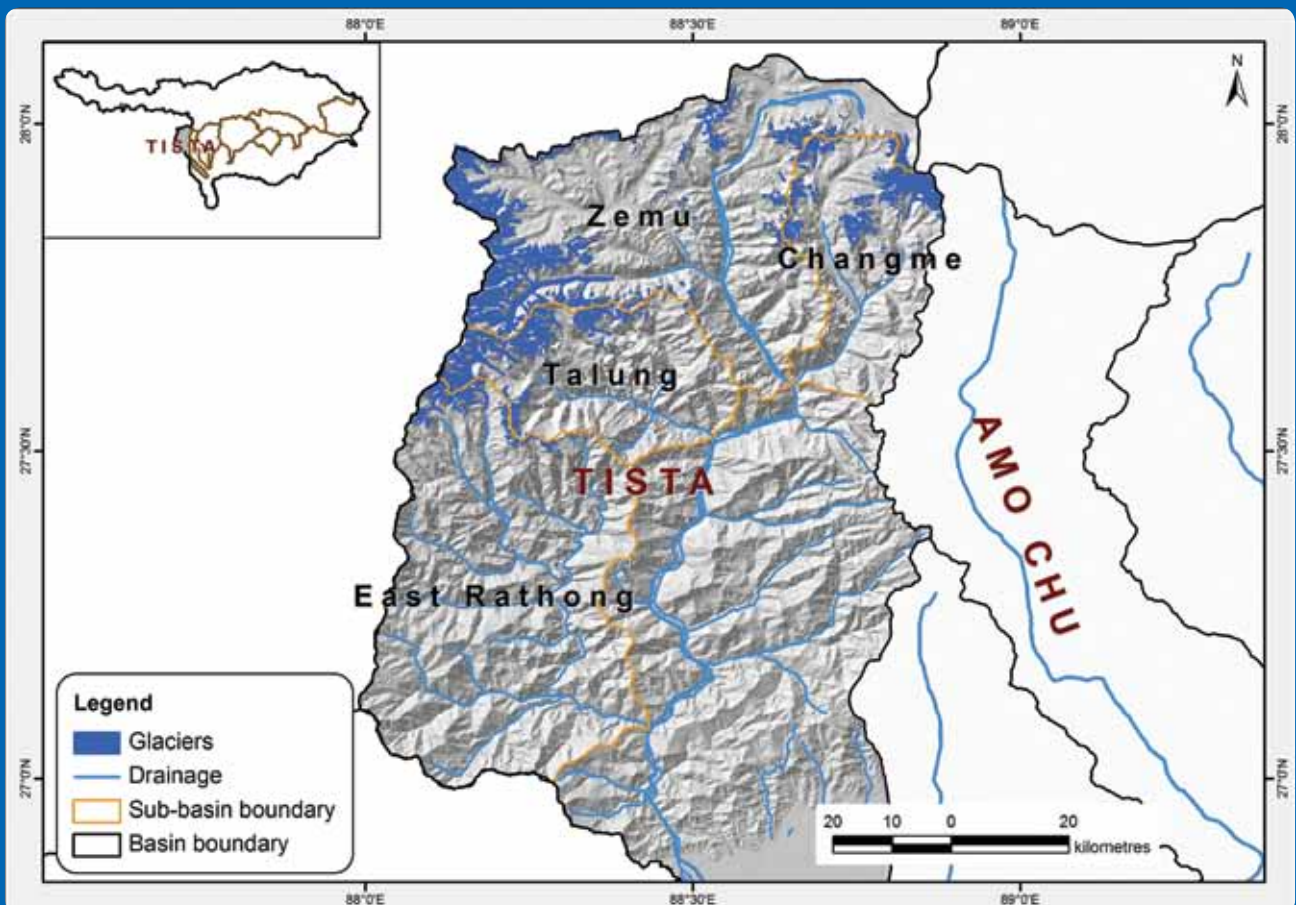 88°0'E
88°30'E
89°0'E
N
28°0'N
28°0'N
TISTA
Zemu
Changme
Talung
27°30'N
27°30'N
TISTA
AMO CHU
East Rathong
Legend
Glaciers
Drainage
Sub-basin boundary
Basin boundary
27°0'N
27°0'N
20 10 0 20
kilometres
88°0'E
88°30'E
89°0'E